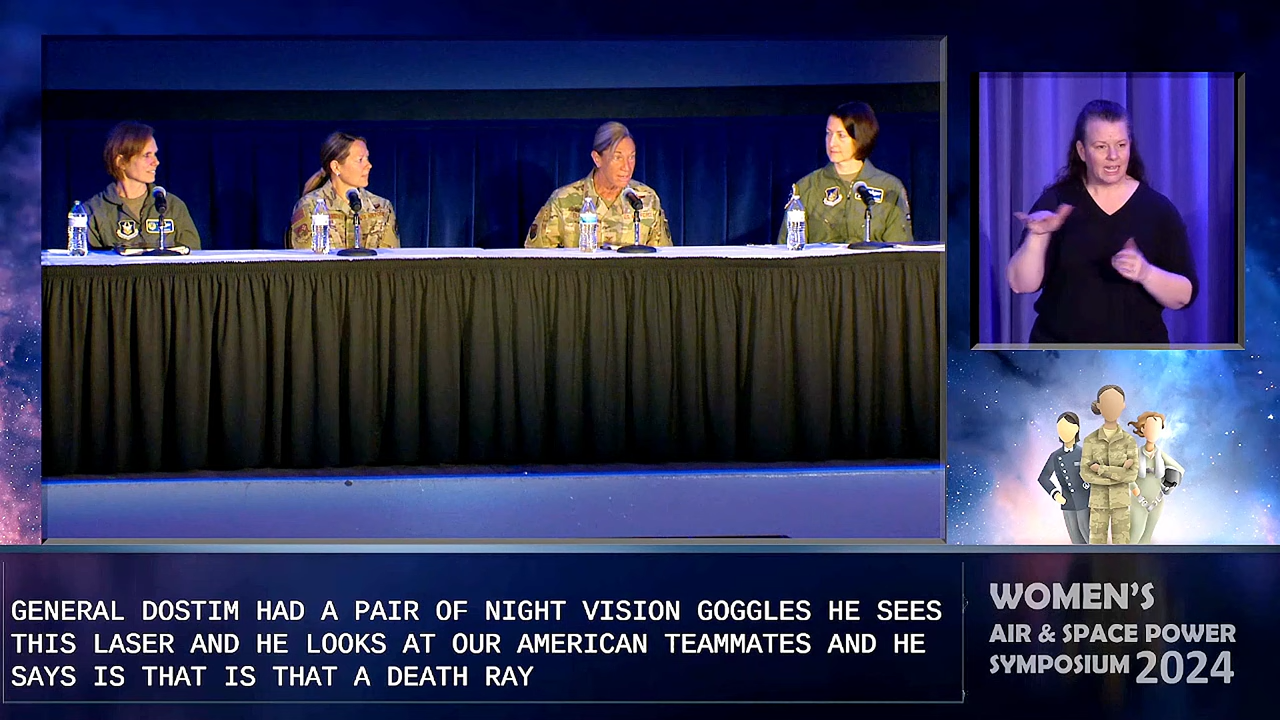 GENERAL DOSTIM HAD A PAIR OF NIGHT VISION GOGGLES HE SEES
THIS LASER AND HE LOOKS AT OUR AMERICAN TEAMMATES AND HE
SAYS IS THAT IS THAT A DEATH RAY
WOMEN'S
AIR & SPACE POWER
SYMPOSIUM 2024